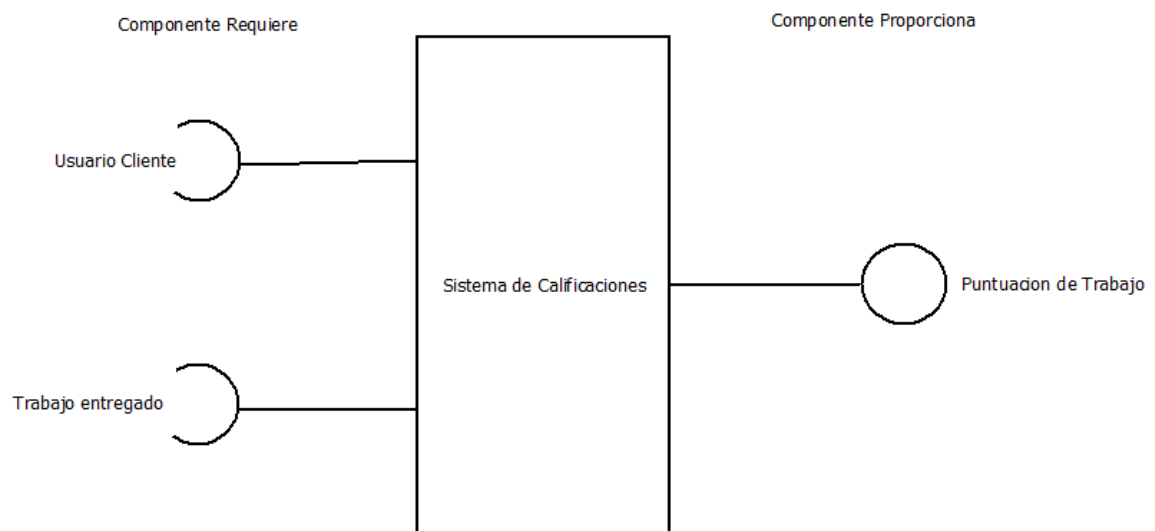 Componente Requiere
Componente Proporciona
Usuario Cliente
Sistema de Calificaciones
Puntuacion de Trabajo
Trabajo entregado